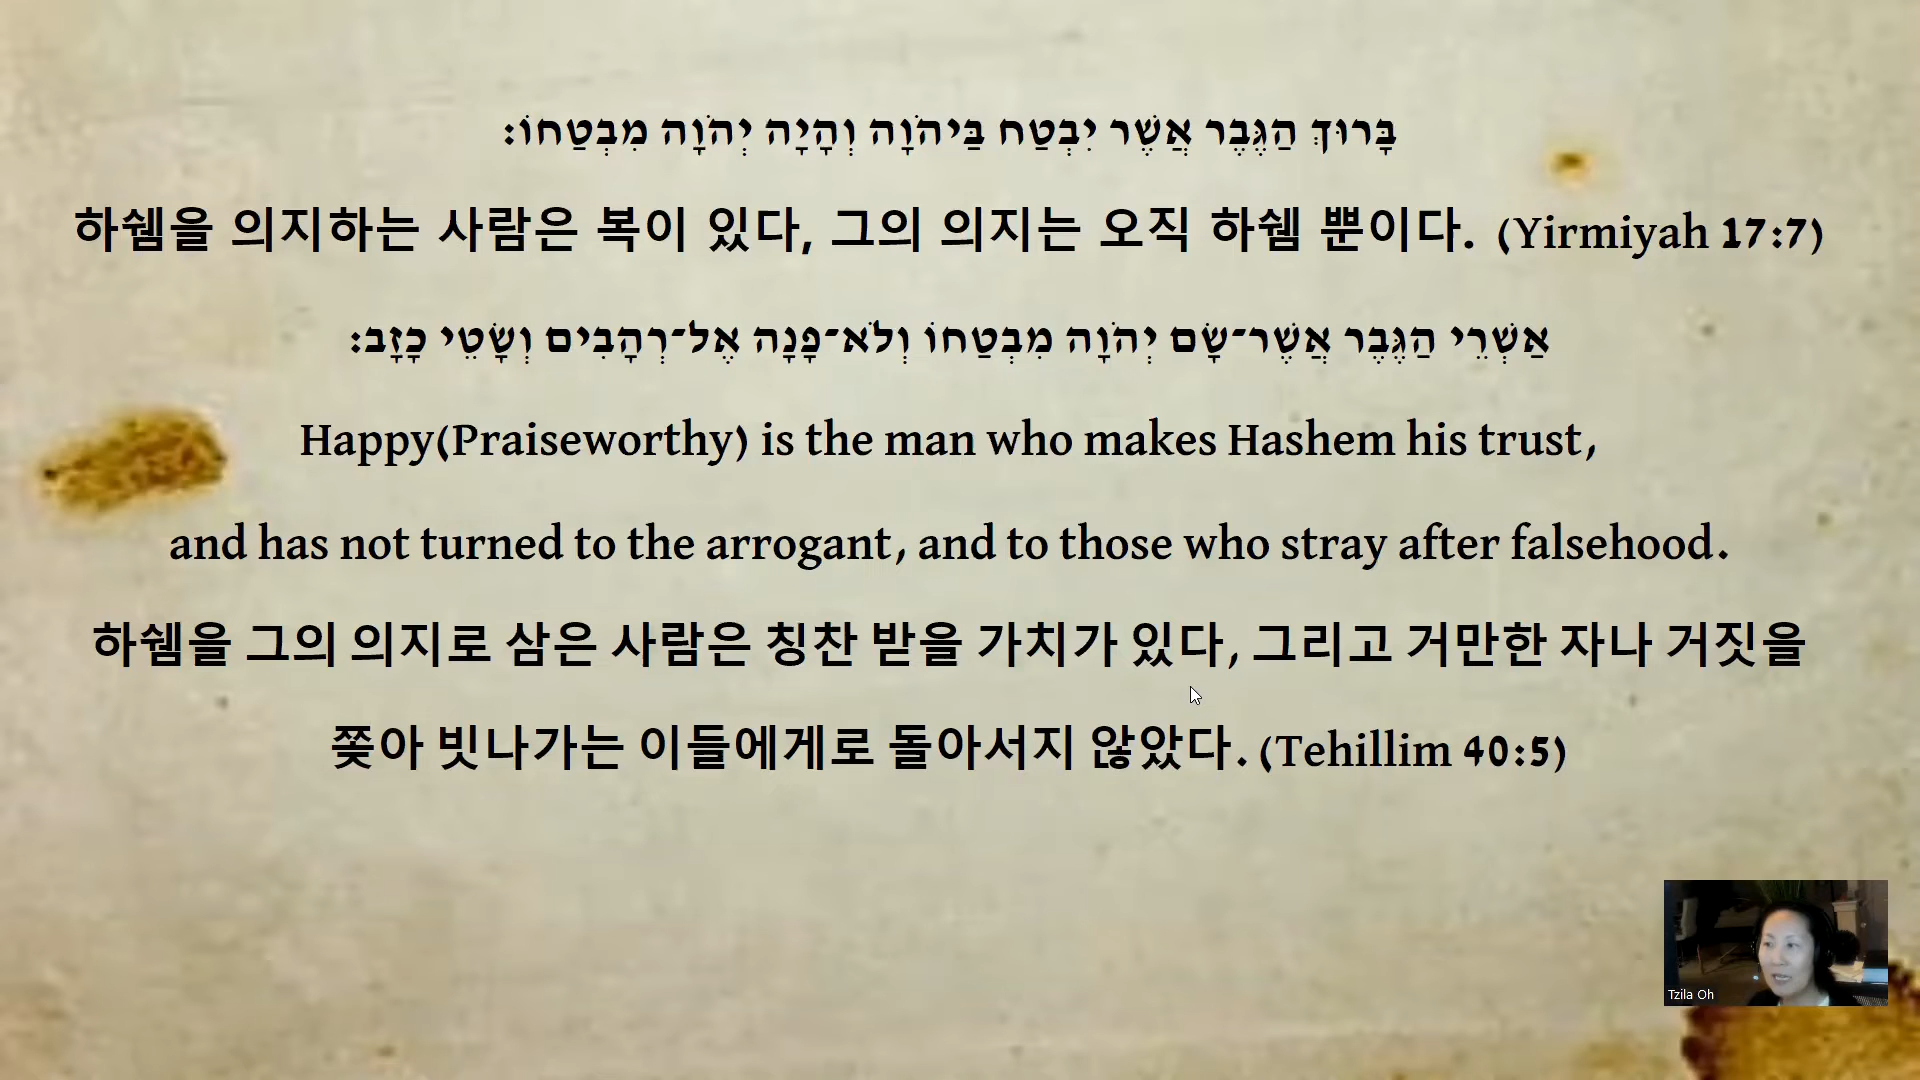 בָּרוּךְ הַגֶּבֶר אֲשֶׁר יִבְטַח בַּיהֹוָה וְהָיָה יְהֹוָה מִבְטַחוֹ:
하쉠을 의지하는 사람은 복이 있다, 그의 의지는 오직 하쉠 뿐이다. (Yirmiyah 17:7)
אַשְׁרֵי הַגֶּבֶר אֲשֶׁר־שָׂם יְהֹוָה מִבְטַחוֹ וְלֹא־פָנָה אֶל־רְהָבִים וְשָׂטֵי כָזָב:
Happy(Praiseworthy) is the man who makes Hashem his trust,
and has not turned to the arrogant, and to those who stray after falsehood.
하쉠을 그의 의지로 삼은 사람은 칭찬 받을 가치가 있다, 그리고 거만한 자나 거짓을
쫒아 빗나가는 이들에게로 돌아서지 않았다. (Tehillim 40:5)
Tzila Oh